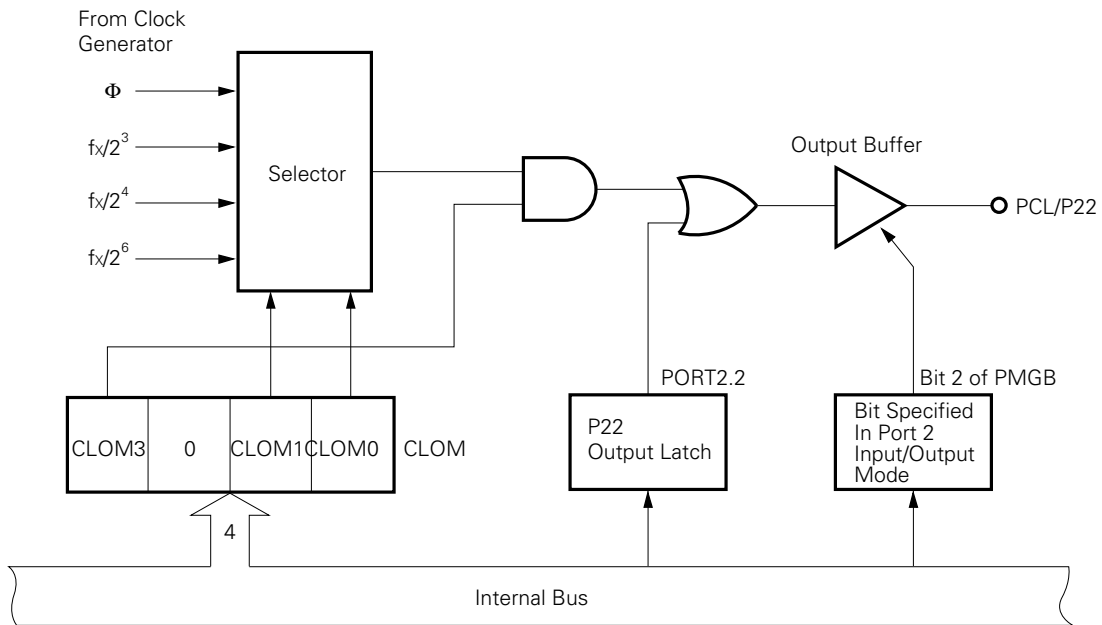 From Clock
Generator
Φ
fx/2³
fx/2⁴
fx/2⁶
Selector
Output Buffer
PCL/P22
PORT2.2
Bit 2 of PMGB
CLOM3
0
CLOM1
CLOM0
CLOM
P22
Output Latch
Bit Specified
In Port 2
Input/Output
Mode
4
Internal Bus